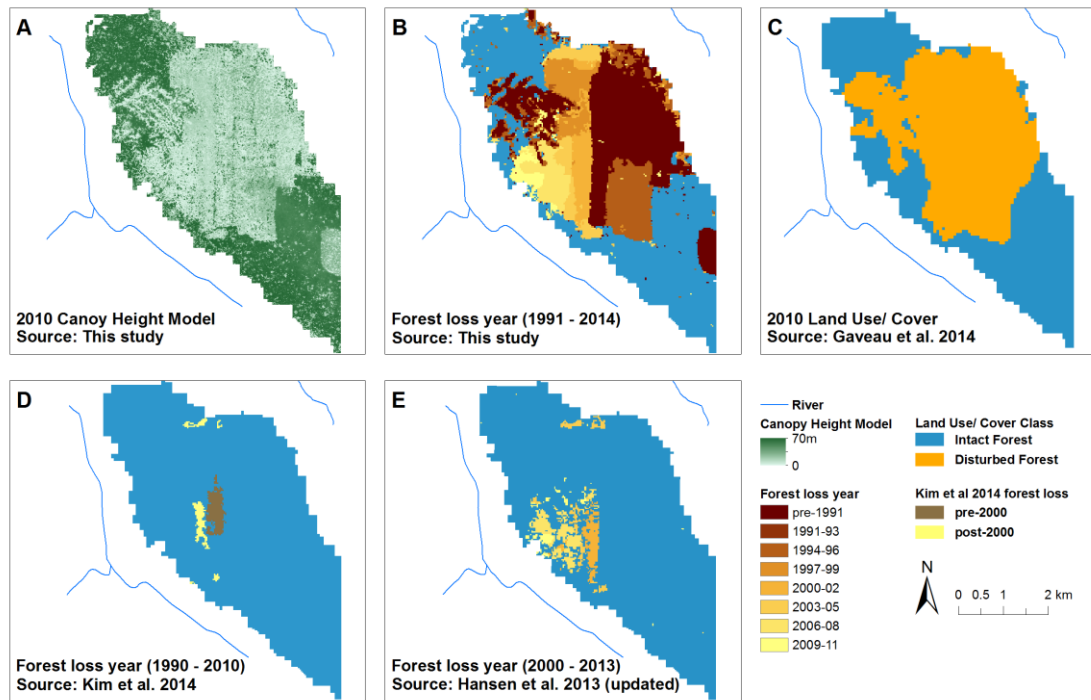 A
2010 Canoy Height Model
Source: This study
B
Forest loss year (1991 - 2014)
Source: This study
C
2010 Land Use/ Cover
Source: Gaveau et al. 2014
D
Forest loss year (1990 - 2010)
Source: Kim et al. 2014
E
Forest loss year (2000 - 2013)
Source: Hansen et al. 2013 (updated)
River
Canopy Height Model
70m
0
Forest loss year
pre-1991
1991-93
1994-96
1997-99
2000-02
2003-05
2006-08
2009-11
Land Use/ Cover Class
Intact Forest
Disturbed Forest
Kim et al 2014 forest loss
pre-2000
post-2000
N
0 0.5 1 2 km